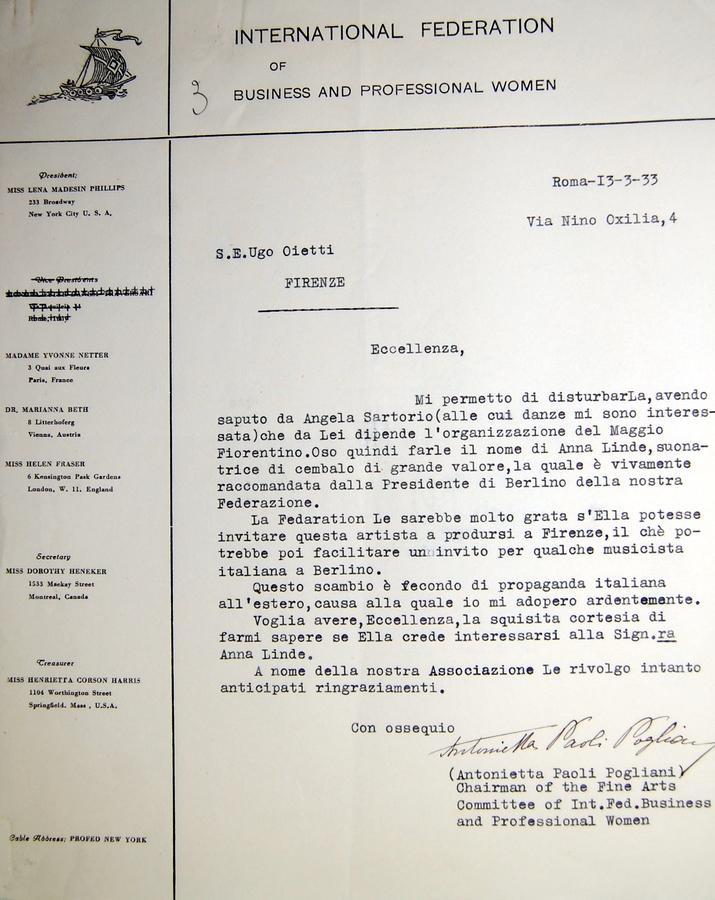 INTERNATIONAL FEDERATION
OF
BUSINESS AND PROFESSIONAL WOMEN
3
President:
MISS LENA MADESIN PHILLIPS
233 Broadway
New York City U. S. A.
Vice Presidents
MADAME YVONNE NETTER
3 Quai aux Fleurs
Paris, France
DR. MARIANNA BETH
8 Litterhoferg
Vienna, Austria
MISS HELEN FRASER
6 Kensington Park Gardens
London, W. 11. England
Secretary
MISS DOROTHY HENEKER
1533 Mackay Street
Montreal, Canada
Treasurer
MISS HENRIETTA CORSON HARRIS
1104 Worthington Street
Springfield. Mass , U.S.A.
Cable Address; PROFED NEW YORK
Roma-I3-3-33
Via Nino Oxilia,4
S.E.Ugo Oietti
FIRENZE
Eccellenza,
Mi permetto di disturbarLa,avendo
saputo da Angela Sartorio(alle cui danze mi sono interes-
sata)che da Lei dipende l'organizzazione del Maggio
Fiorentino.Oso quindi farle il nome di Anna Linde,suona-
trice di cembalo di grande valore,la quale è vivamente
raccomandata dalla Presidente di Berlino della nostra
Federazione.
La Fedaration Le sarebbe molto grata s'Ella potesse
invitare questa artista a prodursi a Firenze,il chè po-
trebbe poi facilitare un invito per qualche musicista
italiana a Berlino.
Questo scambio è fecondo di propaganda italiana
all'estero,causa alla quale io mi adopero ardentemente.
Voglia avere,Eccellenza,la squisita cortesia di
farmi sapere se Ella crede interessarsi alla Sign.ra
Anna Linde.
A nome della nostra Associazione Le rivolgo intanto
anticipati ringraziamenti.
Con ossequio
Antonietta Paoli Pogliani
(Antonietta Paoli Pogliani)
Chairman of the Fine Arts
Committee of Int.Fed.Business
and Professional Women